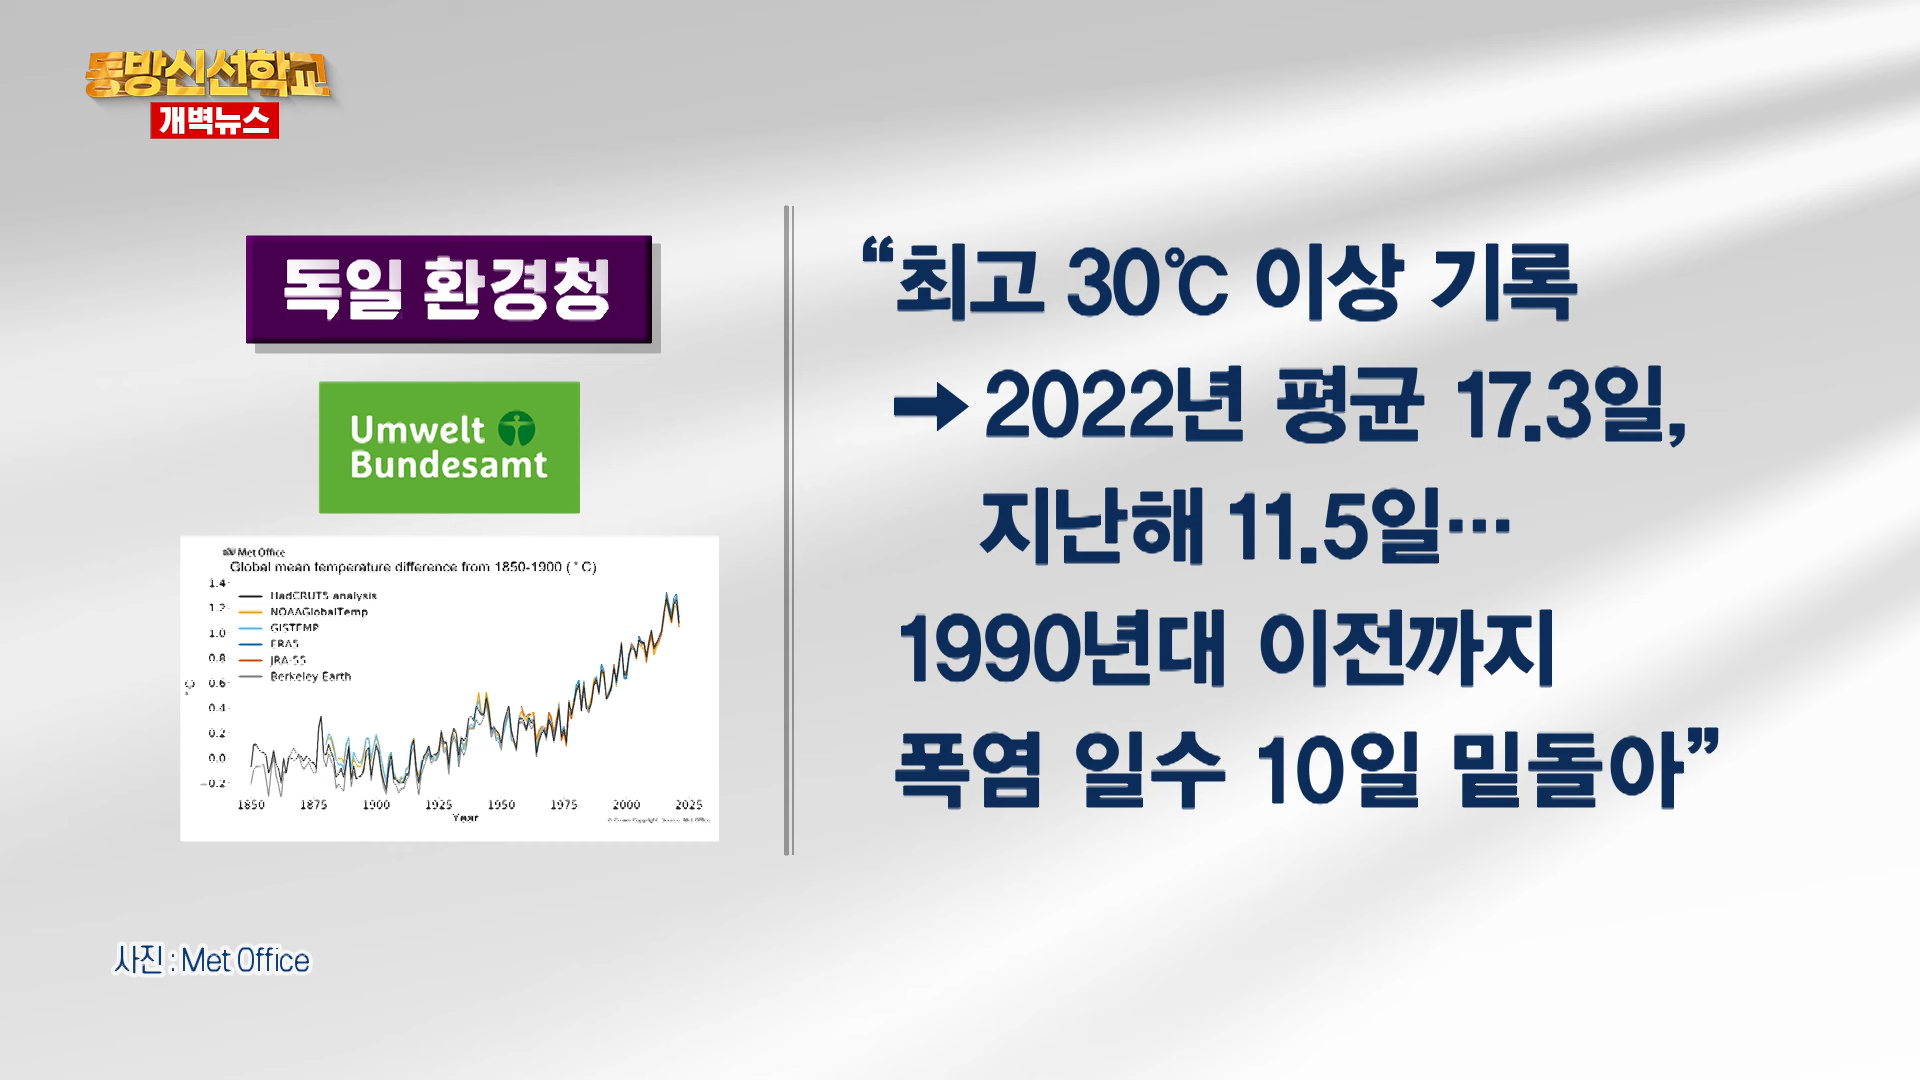 동방신선학교
개벽뉴스
독일 환경청
Umwelt
Bundesamt
Met Office
Global mean temperature difference from 1850-1900 (°C)
1.4
1.2
1.0
0.8
0.6
0.4
0.2
0.0
−0.2
°C
HadCRUT5 analysis
NOAAGlobalTemp
GISTEMP
ERA5
JRA-55
Berkeley Earth
1850 1875 1900 1925 1950 1975 2000 2025
Year
© Crown Copyright. Source: Met Office
“최고 30℃ 이상 기록
➡2022년 평균 17.3일,
지난해 11.5일…
1990년대 이전까지
폭염 일수 10일 밑돌아”
사진 : Met Office